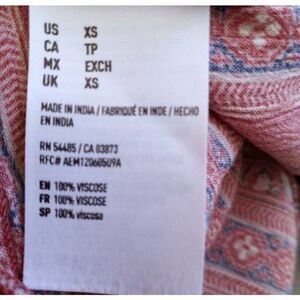 US XS
CA TP
MX EXCH
UK XS
MADE IN INDIA / FABRIQUÉ EN INDE / HECHO
EN INDIA
RN 54485 / CA 03873
RFC# AEM120605U9A
EN 100% VISCOSE
FR 100% VISCOSE
SP 100% viscosa